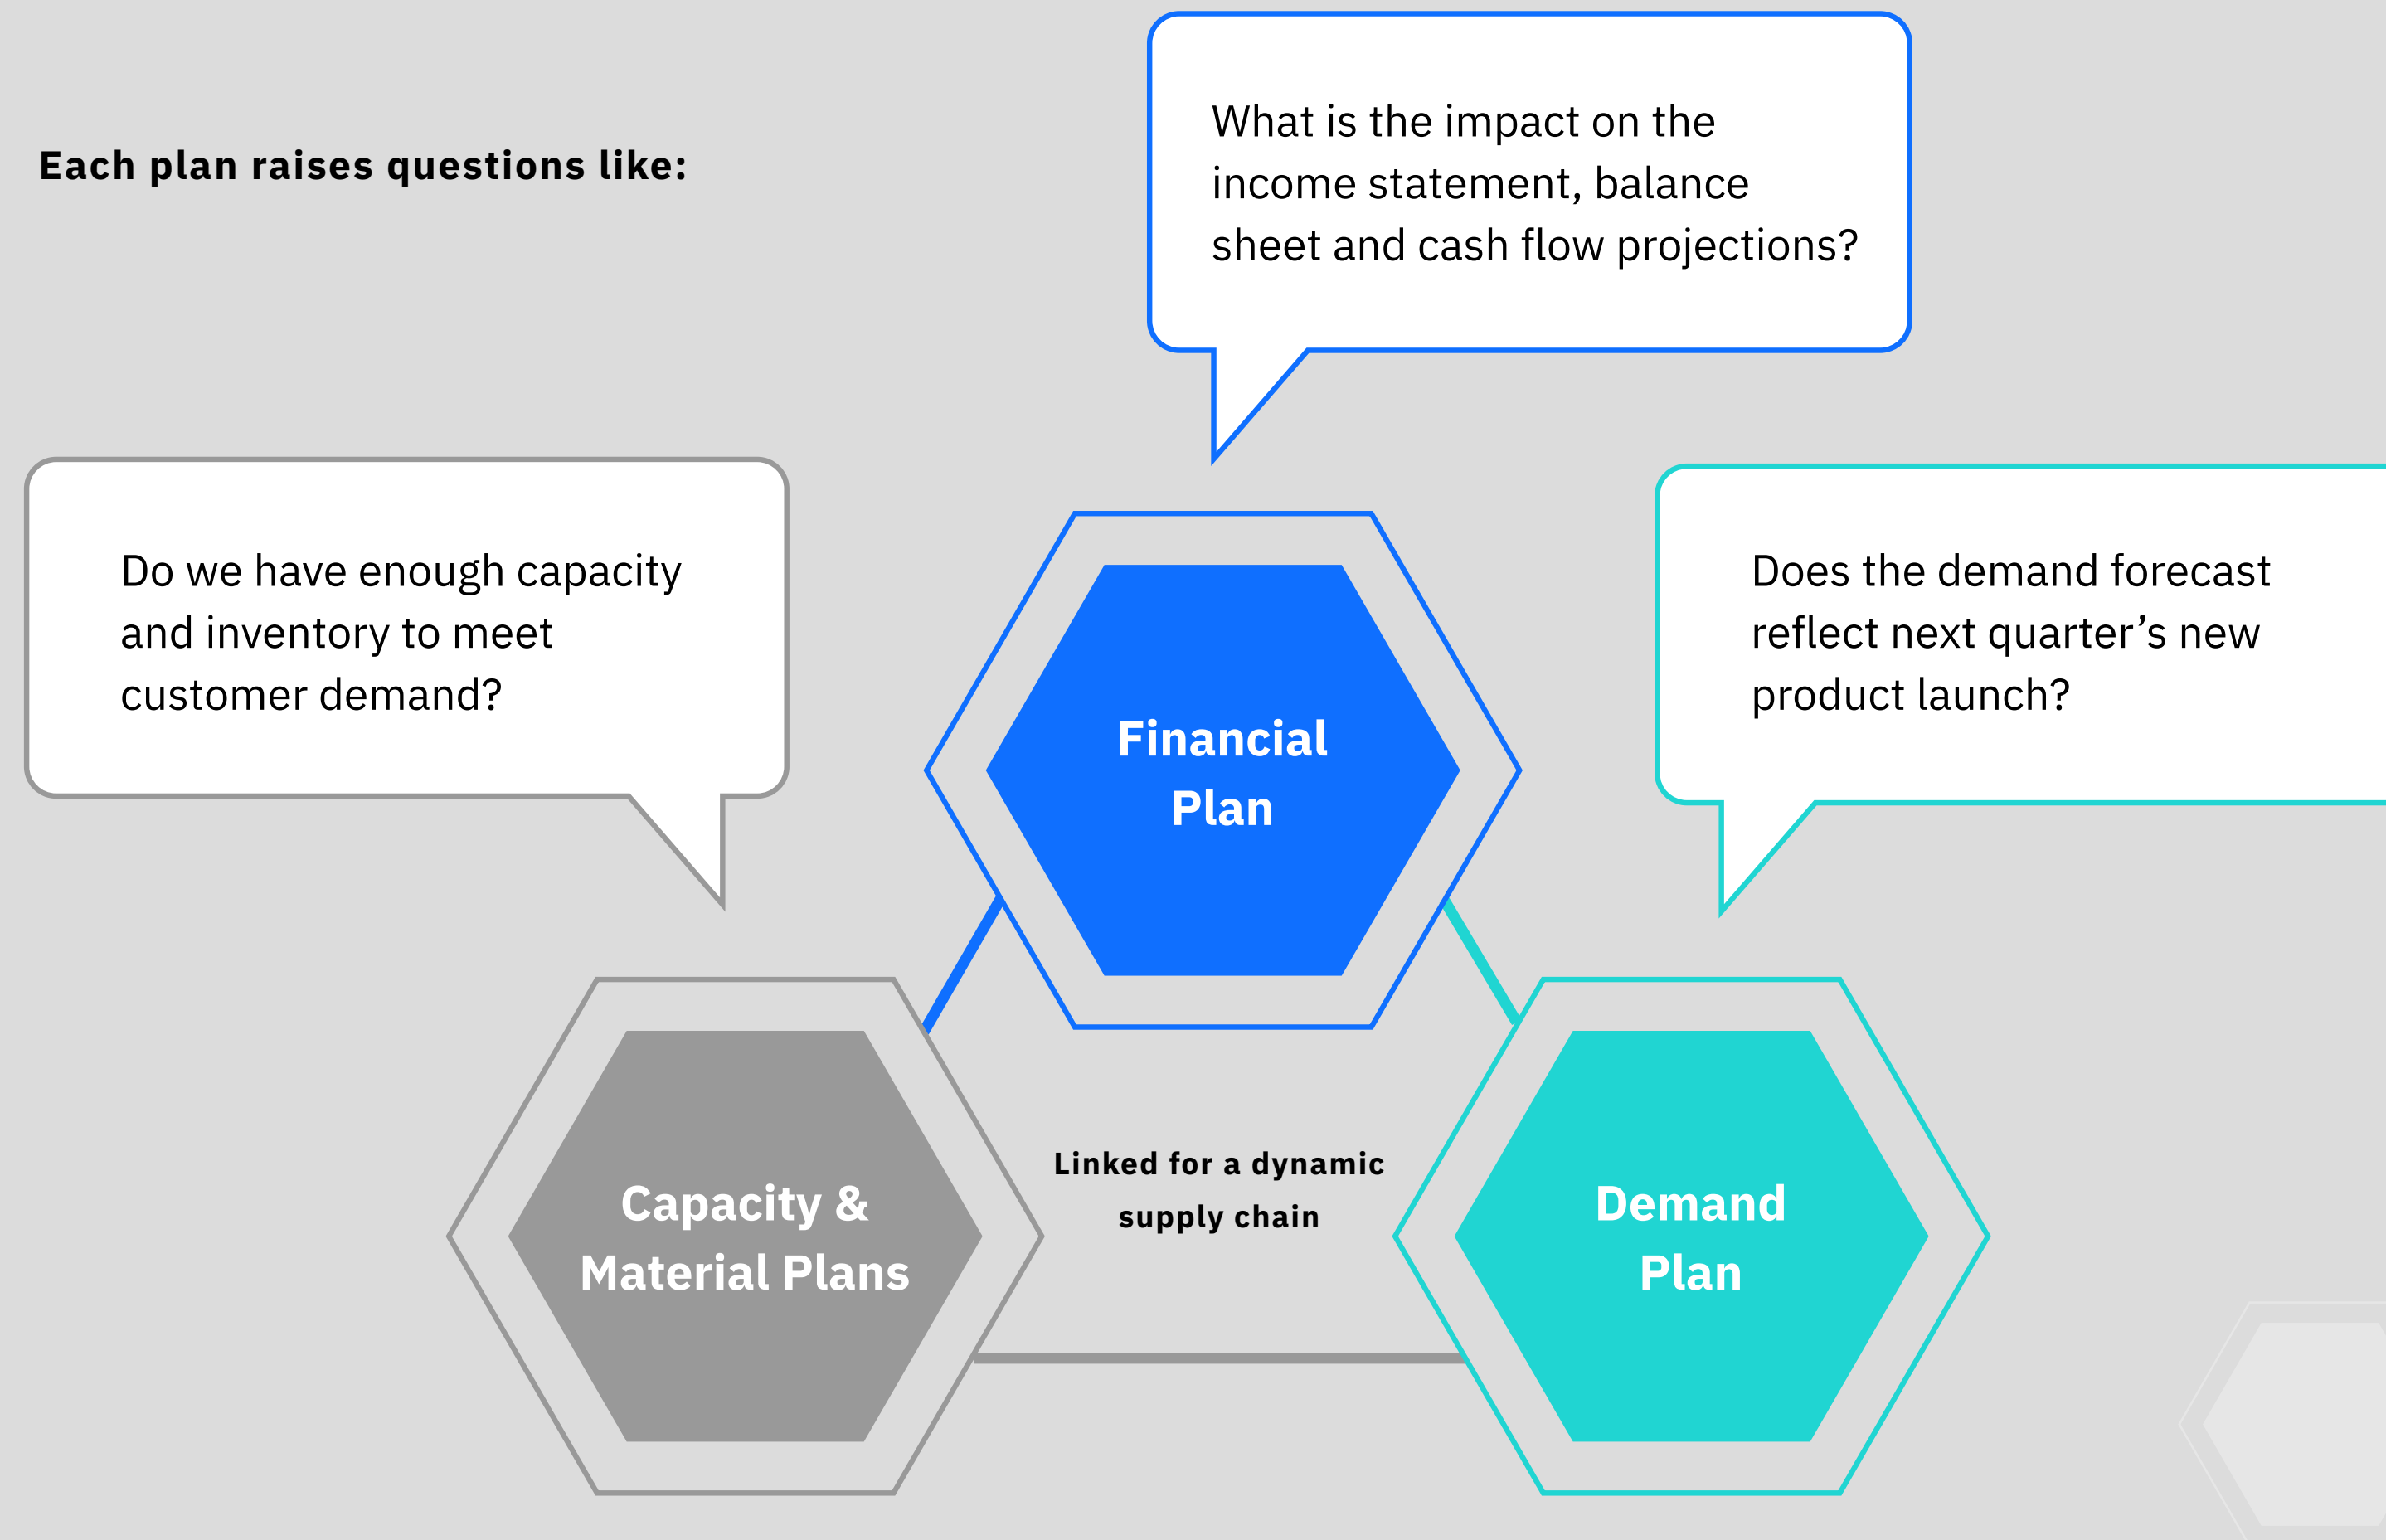 Each plan raises questions like:
What is the impact on the
income statement, balance
sheet and cash flow projections?
Do we have enough capacity
and inventory to meet
customer demand?
Does the demand forecast
reflect next quarter’s new
product launch?
Financial
Plan
Linked for a dynamic
supply chain
Capacity &
Material Plans
Demand
Plan